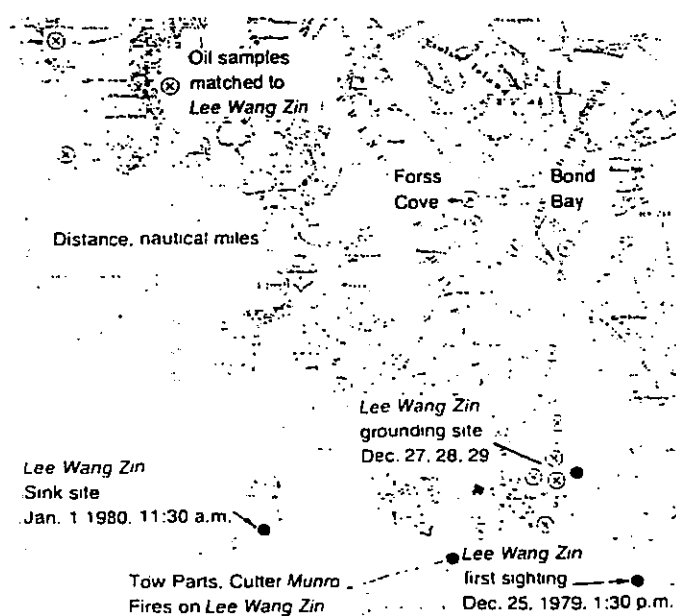 Oil samples
matched to
Lee Wang Zin
Forss
Cove
Bond
Bay
Distance, nautical miles
Lee Wang Zin
grounding site
Dec. 27, 28, 29
Lee Wang Zin
Sink site
Jan. 1 1980, 11:30 a.m.
Tow Parts, Cutter Munro
Fires on Lee Wang Zin
Lee Wang Zin
first sighting
Dec. 25, 1979, 1:30 p.m.